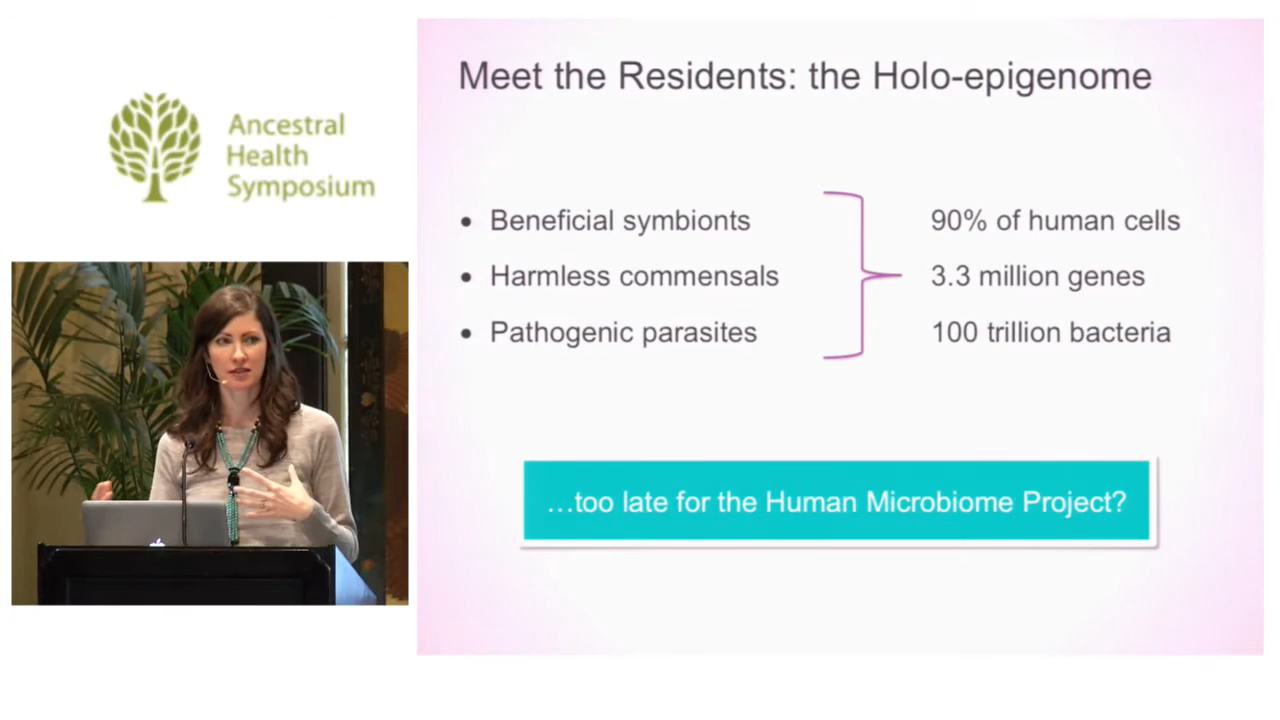 Ancestral
Health
Symposium
Meet the Residents: the Holo-epigenome
• Beneficial symbionts
• Harmless commensals
• Pathogenic parasites
90% of human cells
3.3 million genes
100 trillion bacteria
...too late for the Human Microbiome Project?